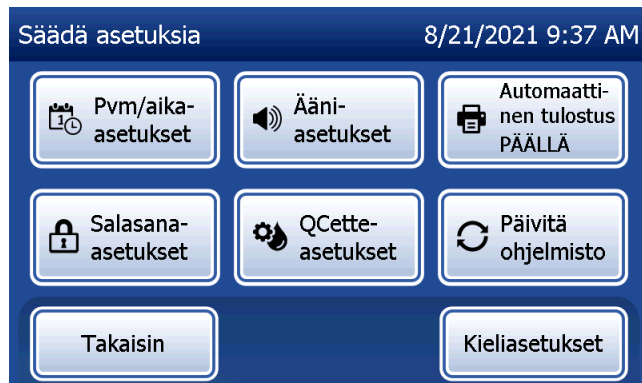 Säädä asetuksia 8/21/2021 9:37 AM
Pvm/aika-
asetukset
Ääni-
asetukset
Automaatti-
nen tulostus
PÄÄLLÄ
Salasana-
asetukset
QCette-
asetukset
Päivitä
ohjelmisto
Takaisin
Kieliasetukset